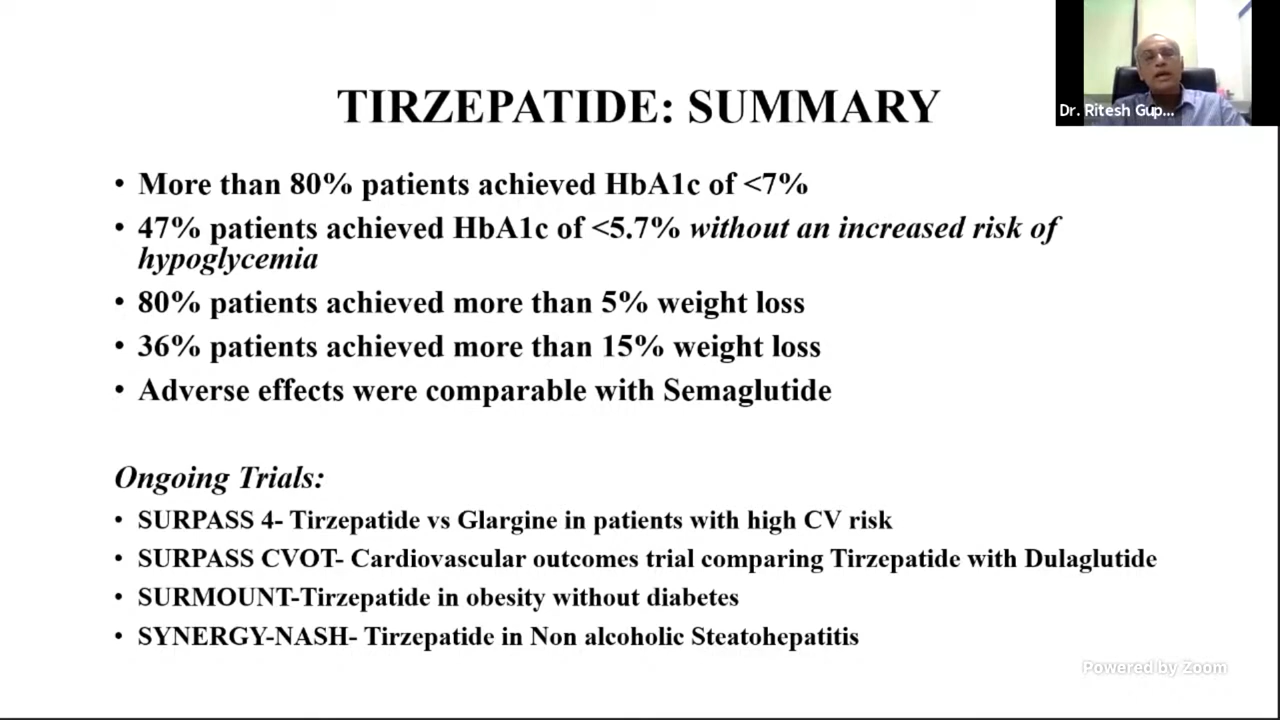 Dr. Ritesh Gup...
TIRZEPATIDE: SUMMARY
• More than 80% patients achieved HbA1c of <7%
• 47% patients achieved HbA1c of <5.7% without an increased risk of
hypoglycemia
• 80% patients achieved more than 5% weight loss
• 36% patients achieved more than 15% weight loss
• Adverse effects were comparable with Semaglutide
Ongoing Trials:
• SURPASS 4- Tirzepatide vs Glargine in patients with high CV risk
• SURPASS CVOT- Cardiovascular outcomes trial comparing Tirzepatide with Dulaglutide
• SURMOUNT-Tirzepatide in obesity without diabetes
• SYNERGY-NASH- Tirzepatide in Non alcoholic Steatohepatitis
Powered by Zoom